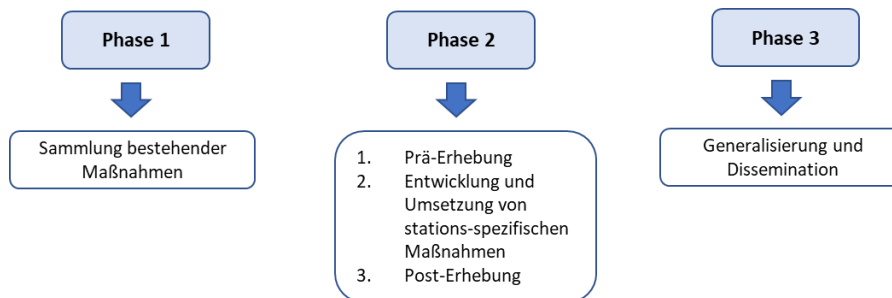 Phase 1
Sammlung bestehender
Maßnahmen
Phase 2
1. Prä-Erhebung
2. Entwicklung und
Umsetzung von
stations-spezifischen
Maßnahmen
3. Post-Erhebung
Phase 3
Generalisierung und
Dissemination